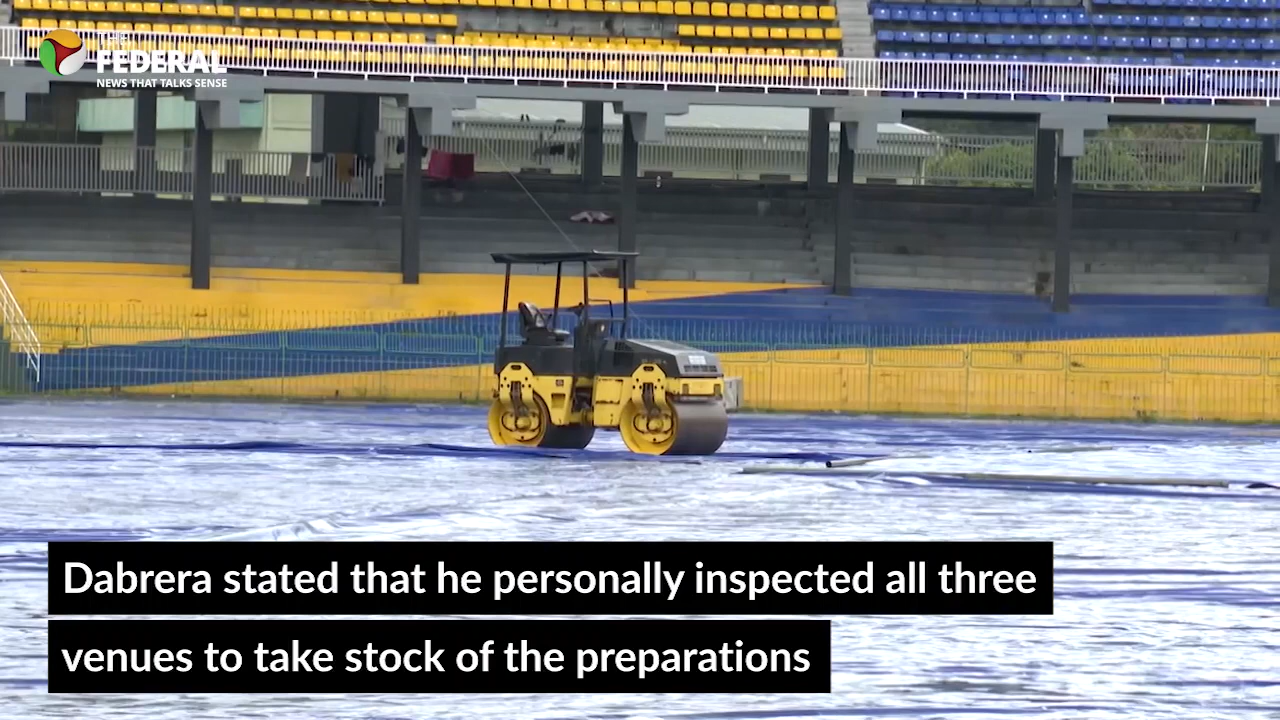 THE
FEDERAL
NEWS THAT TALKS SENSE
Dabrera stated that he personally inspected all three
venues to take stock of the preparations